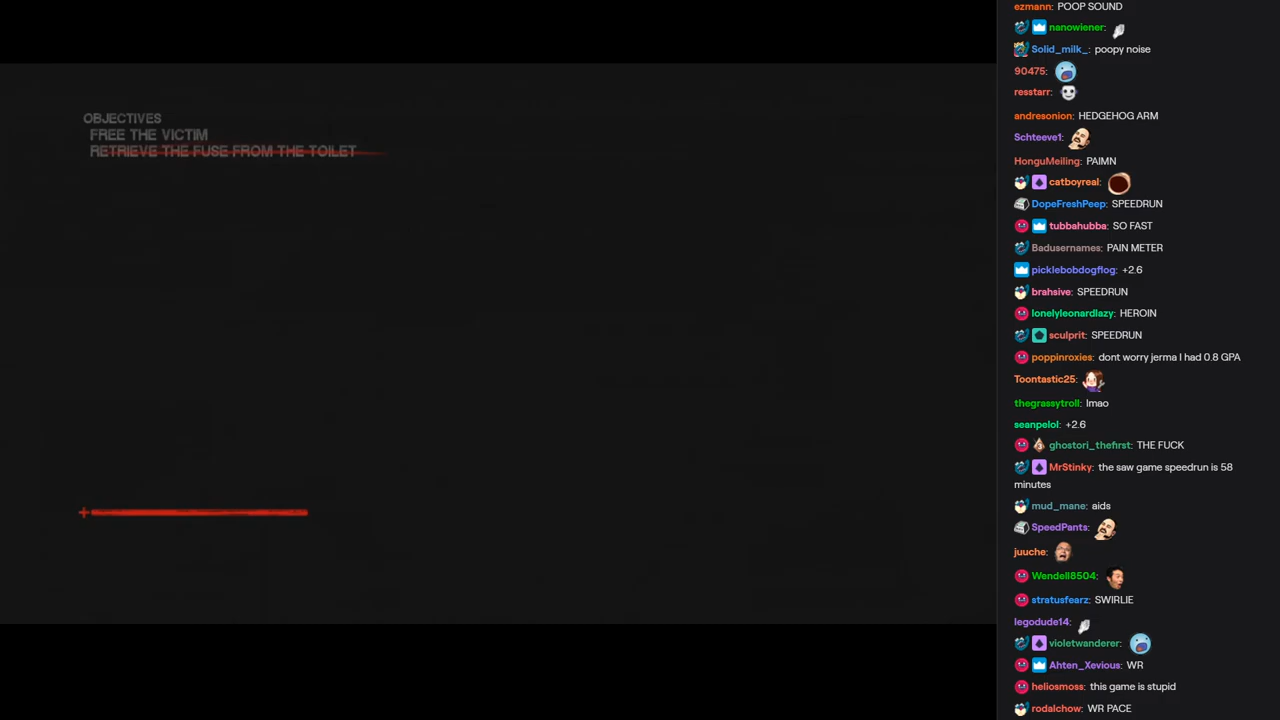 OBJECTIVES
FREE THE VICTIM
RETRIEVE THE FUSE FROM THE TOILET
ezmann: POOP SOUND
nanowiener:
Solid_milk_: poopy noise
90475:
resstarr:
andresonion: HEDGEHOG ARM
Schteeve1:
HonguMeiling: PAIMN
catboyreal:
DopeFreshPeep: SPEEDRUN
tubbahubba: SO FAST
Badusernames: PAIN METER
picklebobdogflog: +2.6
brahsive: SPEEDRUN
lonelyleonardlazy: HEROIN
sculprit: SPEEDRUN
poppinroxies: dont worry jerma I had 0.8 GPA
Toontastic25:
thegrassytroll: lmao
seanpelol: +2.6
ghostori_thefirst: THE FUCK
MrStinky: the saw game speedrun is 58
minutes
mud_mane: aids
SpeedPants:
juuche:
Wendell8504:
stratusfearz: SWIRLIE
legodude14:
violetwanderer:
Ahten_Xevious: WR
heliosmoss: this game is stupid
rodalchow: WR PACE